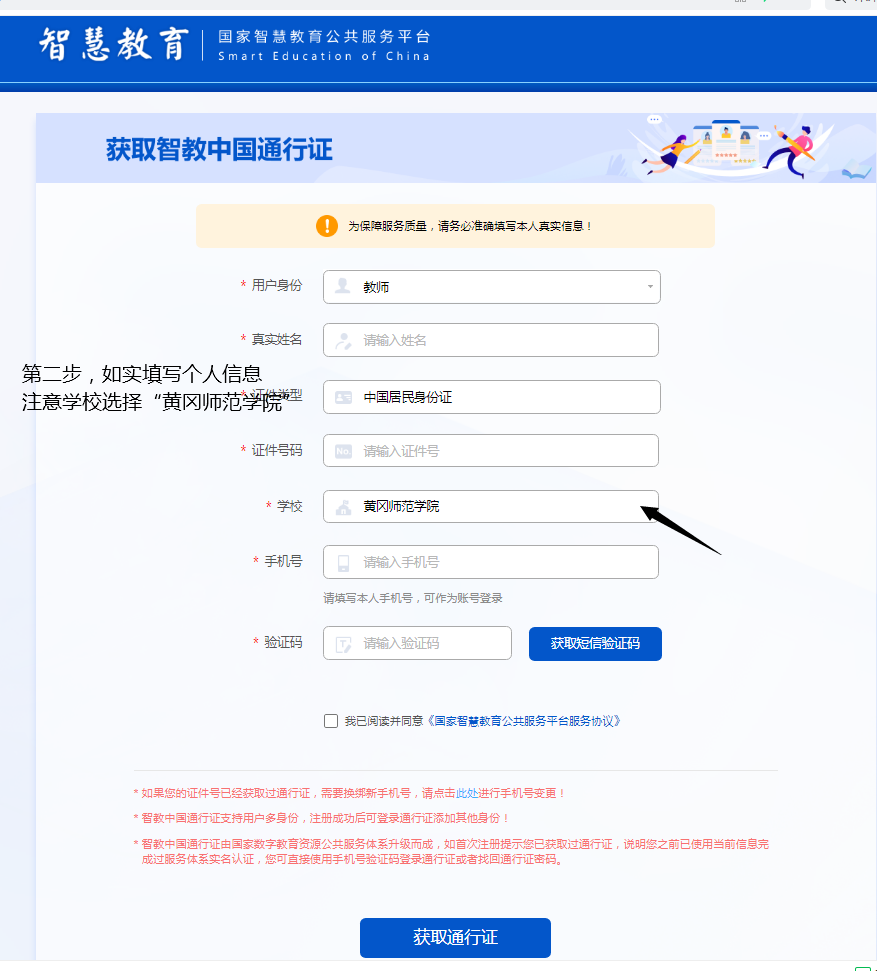 智慧教育
国家智慧教育公共服务平台
Smart Education of China
获取智教中国通行证
为保障服务质量，请务必准确填写本人真实信息！
* 用户身份 教师
* 真实姓名 请输入姓名
第二步，如实填写个人信息
* 证件类型 中国居民身份证
注意学校选择“黄冈师范学院”
* 证件号码 No. 请输入证件号
* 学校 黄冈师范学院
* 手机号 请输入手机号
请填写本人手机号，可作为账号登录
* 验证码 请输入验证码 获取短信验证码
我已阅读并同意《国家智慧教育公共服务平台服务协议》
* 如果您的证件号已经获取过通行证，需要换绑新手机号，请点击此处进行手机号变更！
* 智教中国通行证支持用户多身份，注册成功后可登录通行证添加其他身份！
* 智教中国通行证由国家数字教育资源公共服务体系升级而成，如首次注册提示您已获取过通行证，说明您之前已使用当前信息完
成过服务体系实名认证，您可直接使用手机号验证码登录通行证或者找回通行证密码。
获取通行证